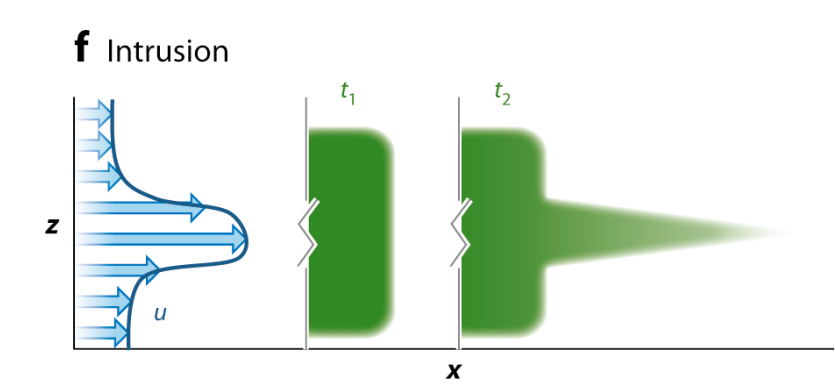 f Intrusion
t1
t2
z
u
x